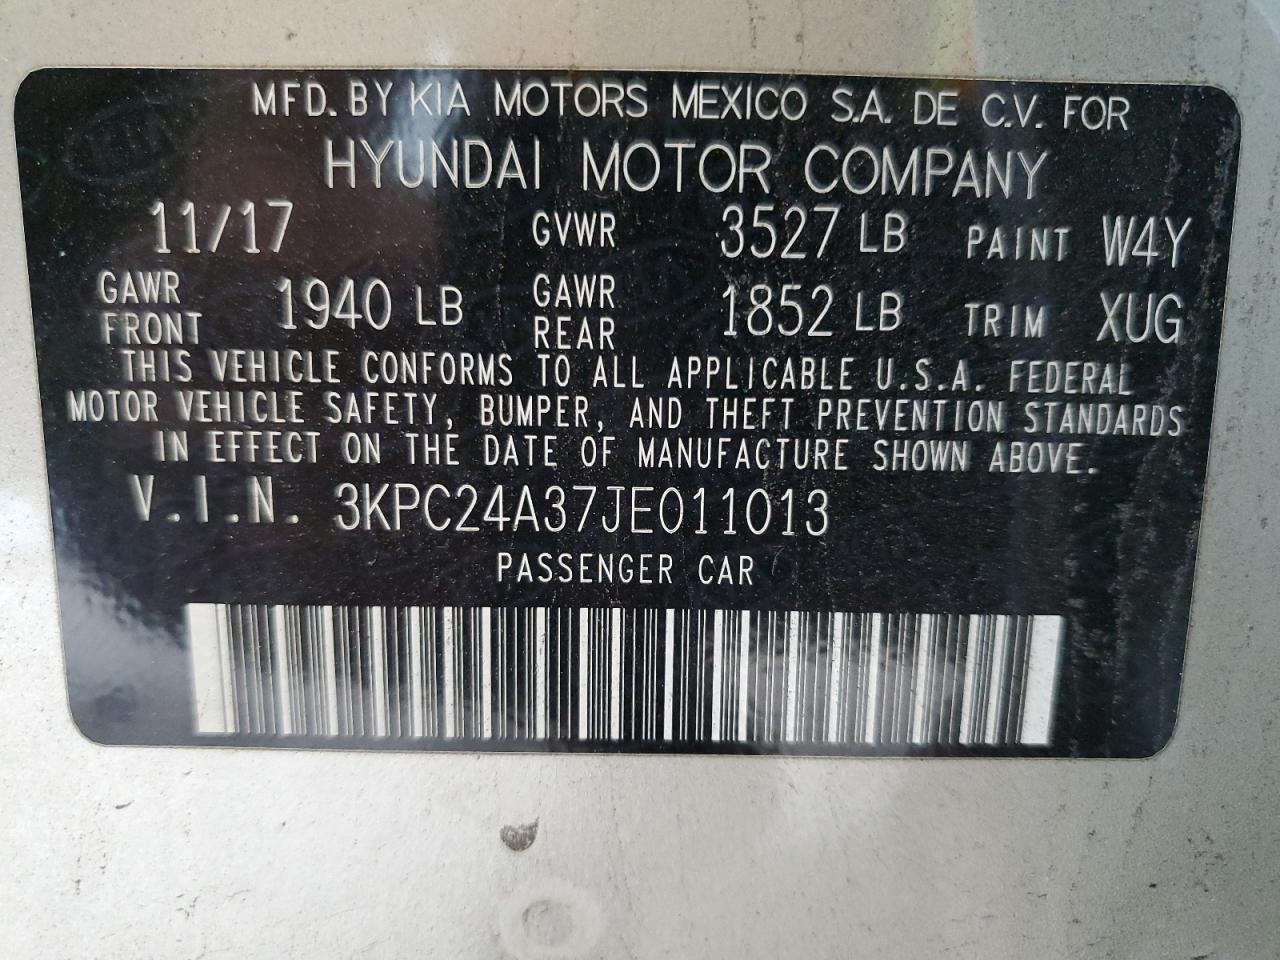 MFD. BY KIA MOTORS MEXICO S.A. DE C.V. FOR
HYUNDAI MOTOR COMPANY
11/17 GVWR 3527 LB PAINT W4Y
GAWR FRONT 1940 LB GAWR REAR 1852 LB TRIM XUG
THIS VEHICLE CONFORMS TO ALL APPLICABLE U.S.A. FEDERAL
MOTOR VEHICLE SAFETY, BUMPER, AND THEFT PREVENTION STANDARDS
IN EFFECT ON THE DATE OF MANUFACTURE SHOWN ABOVE.
V.I.N. 3KPC24A37JE011013
PASSENGER CAR